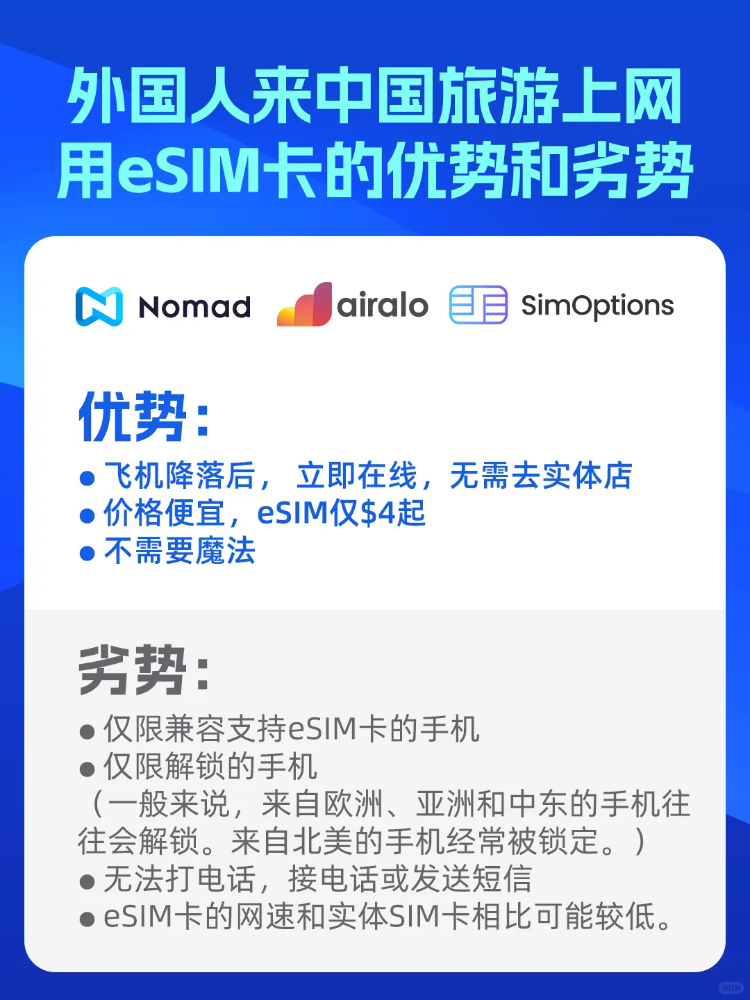 外国人来中国旅游上网
用eSIM卡的优势和劣势
Nomad airalo SimOptions
优势：
● 飞机降落后， 立即在线，无需去实体店
● 价格便宜，eSIM仅$4起
● 不需要魔法
劣势：
● 仅限兼容支持eSIM卡的手机
● 仅限解锁的手机
（一般来说，来自欧洲、亚洲和中东的手机往
往会解锁。来自北美的手机经常被锁定。）
● 无法打电话，接电话或发送短信
● eSIM卡的网速和实体SIM卡相比可能较低。